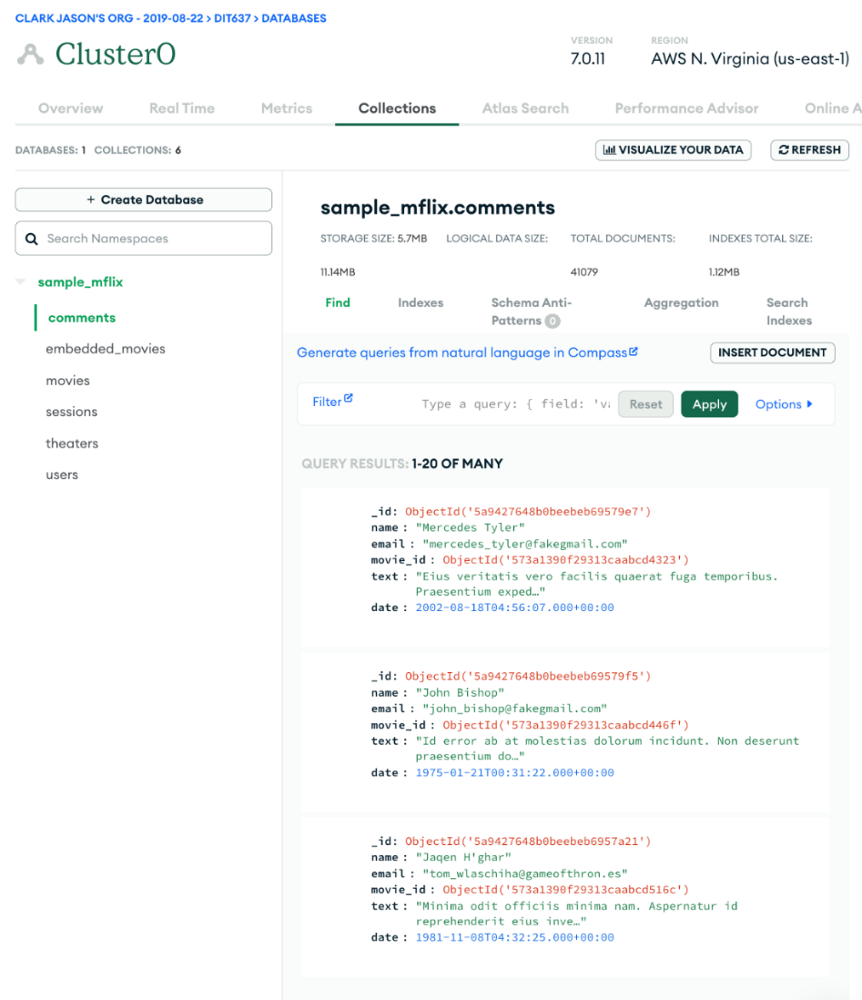 CLARK JASON'S ORG - 2019-08-22 > DIT637 > DATABASES
Cluster0
VERSION
7.0.11
REGION
AWS N. Virginia (us-east-1)
Overview Real Time Metrics Collections Atlas Search Performance Advisor Online A
DATABASES: 1 COLLECTIONS: 6
VISUALIZE YOUR DATA
REFRESH
+ Create Database
Search Namespaces
sample_mflix
comments
embedded_movies
movies
sessions
theaters
users
sample_mflix.comments
STORAGE SIZE: 5.7MB LOGICAL DATA SIZE: TOTAL DOCUMENTS: INDEXES TOTAL SIZE:
11.14MB 41079 1.12MB
Find Indexes Schema Anti- Aggregation Search
Patterns 0 Indexes
Generate queries from natural language in Compass
INSERT DOCUMENT
Filter Type a query: { field: 'va Reset Apply Options
QUERY RESULTS: 1-20 OF MANY
_id: ObjectId('5a9427648b0beebeb69579e7')
name : "Mercedes Tyler"
email : "mercedes_tyler@fakegmail.com"
movie_id : ObjectId('573a1390f29313caabcd4323')
text : "Eius veritatis vero facilis quaerat fuga temporibus.
Praesentium exped…"
date : 2002-08-18T04:56:07.000+00:00
_id: ObjectId('5a9427648b0beebeb69579f5')
name : "John Bishop"
email : "john_bishop@fakegmail.com"
movie_id : ObjectId('573a1390f29313caabcd446f')
text : "Id error ab at molestias dolorum incidunt. Non deserunt
praesentium do…"
date : 1975-01-21T00:31:22.000+00:00
_id: ObjectId('5a9427648b0beebeb6957a21')
name : "Jaqen H'ghar"
email : "tom_wlaschiha@gameofthron.es"
movie_id : ObjectId('573a1390f29313caabcd516c')
text : "Minima odit officiis minima nam. Aspernatur id
reprehenderit eius inve…"
date : 1981-11-08T04:32:25.000+00:00